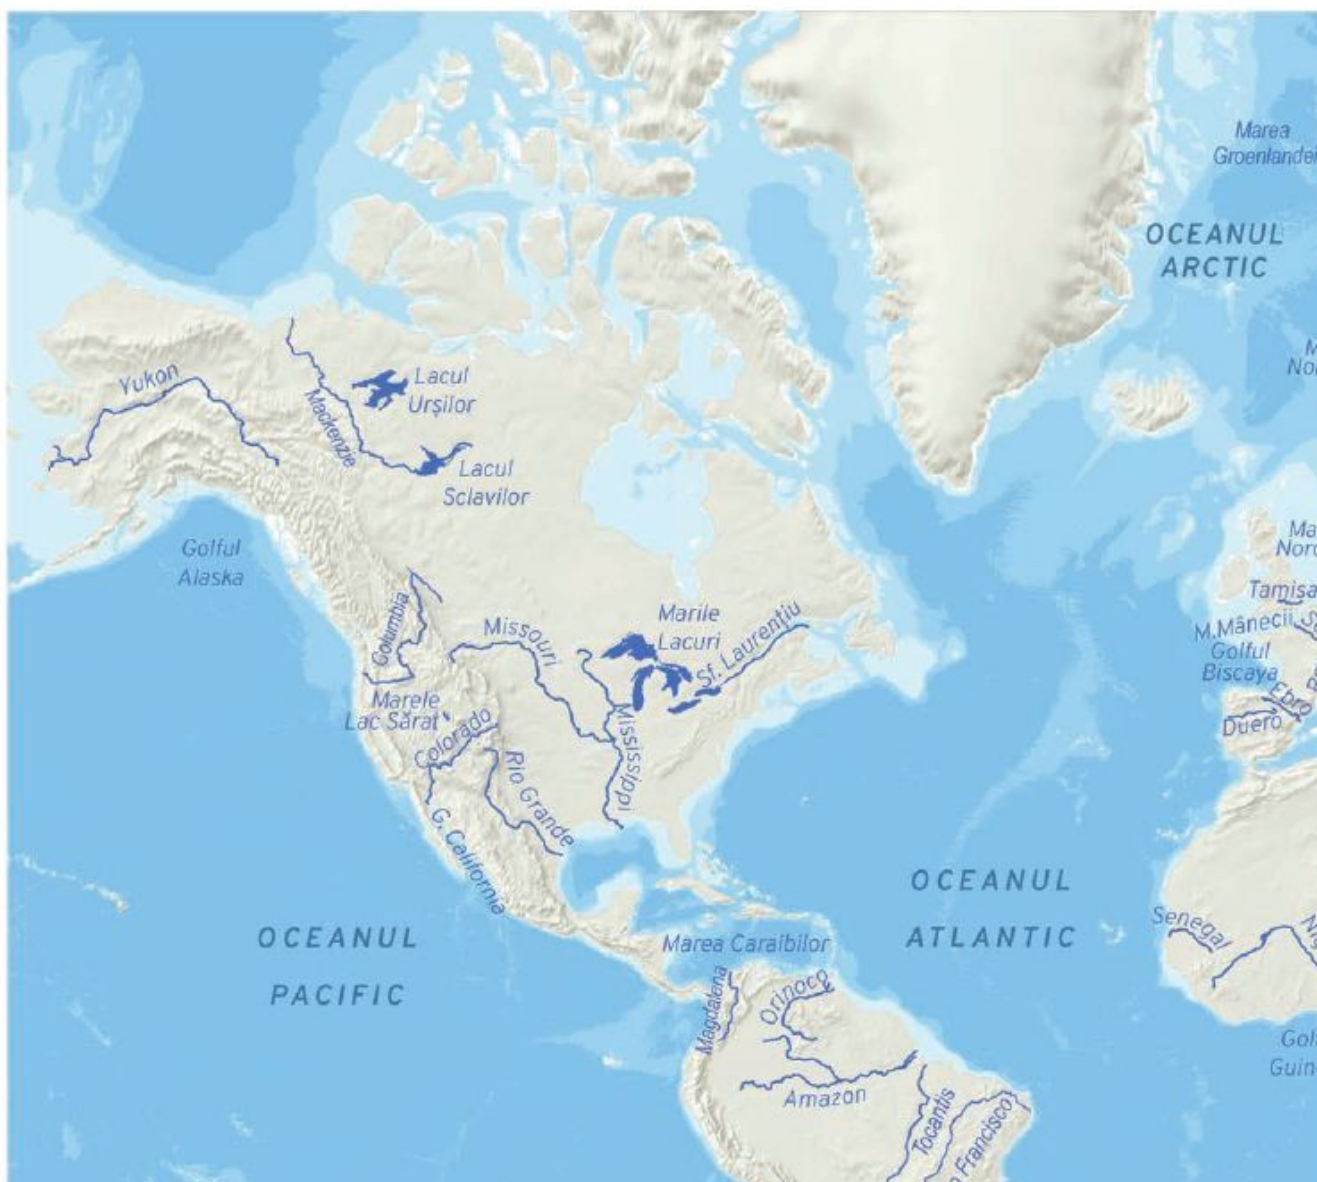 Marea
Groenlandei
OCEANUL
ARCTIC
Yukon
Mackenzie
Lacul
Urșilor
Lacul
Sclavilor
Golful
Alaska
Columbia
Missouri
Marile
Lacuri
Sf. Laurențiu
Tamisa
M.Mânecii
Golful
Biscaya
Ebro
Duero
Marele
Lac Sărat
Colorado
Rio Grande
Mississippi
G. California
OCEANUL
PACIFIC
OCEANUL
ATLANTIC
Marea Caraibilor
Senegal
Magdalena
Orinoco
Amazon
Tocantis
Francisco